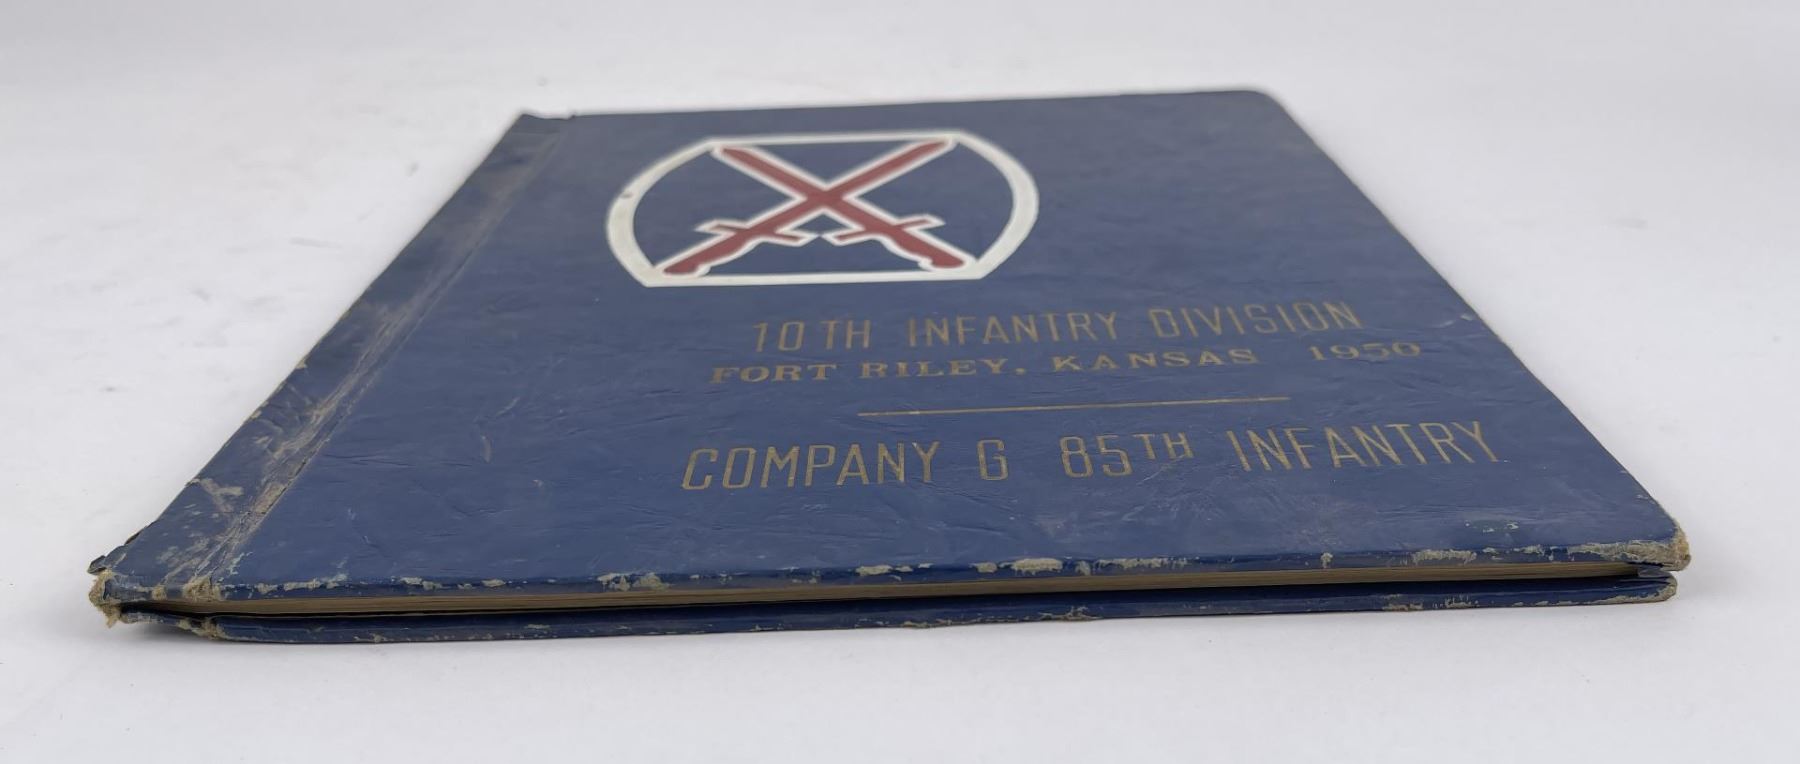 10TH INFANTRY DIVISION
FORT RILEY, KANSAS 1950
COMPANY G 85TH INFANTRY